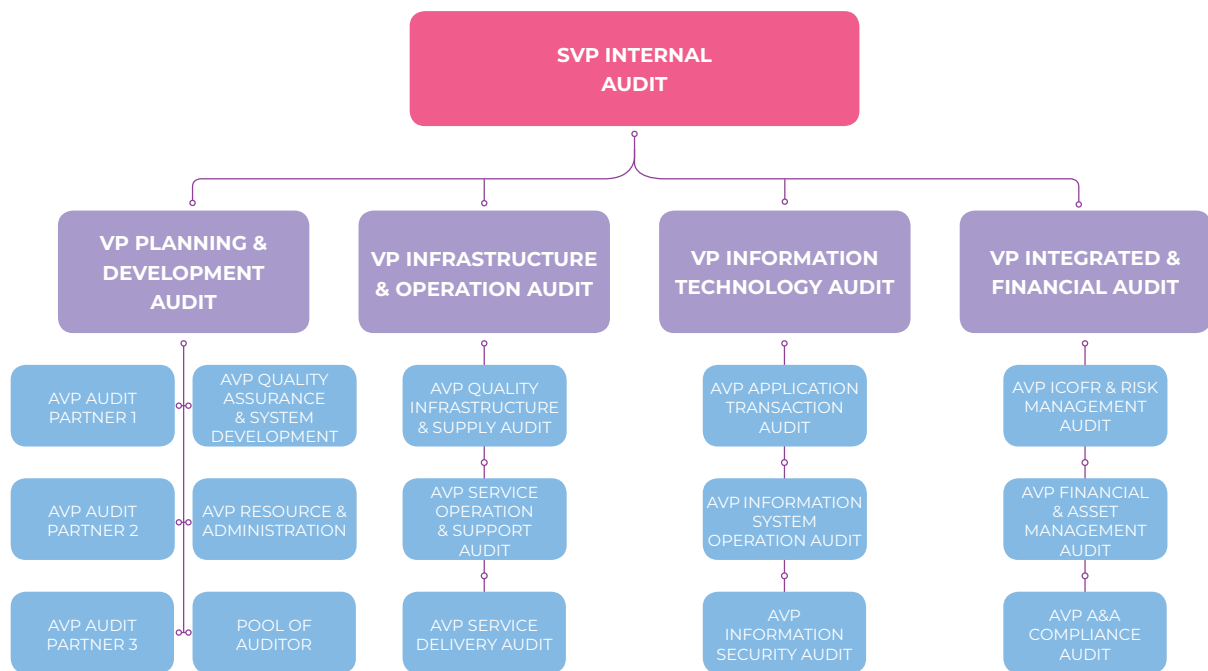 SVP INTERNAL
AUDIT
VP PLANNING &
DEVELOPMENT
AUDIT
VP INFRASTRUCTURE
& OPERATION AUDIT
VP INFORMATION
TECHNOLOGY AUDIT
VP INTEGRATED &
FINANCIAL AUDIT
AVP AUDIT
PARTNER 1
AVP QUALITY
ASSURANCE
& SYSTEM
DEVELOPMENT
AVP QUALITY
INFRASTRUCTURE
& SUPPLY AUDIT
AVP APPLICATION
TRANSACTION
AUDIT
AVP ICOFR & RISK
MANAGEMENT
AUDIT
AVP AUDIT
PARTNER 2
AVP RESOURCE &
ADMINISTRATION
AVP SERVICE
OPERATION
& SUPPORT
AUDIT
AVP INFORMATION
SYSTEM
OPERATION AUDIT
AVP FINANCIAL
& ASSET
MANAGEMENT
AUDIT
AVP AUDIT
PARTNER 3
POOL OF
AUDITOR
AVP SERVICE
DELIVERY AUDIT
AVP
INFORMATION
SECURITY AUDIT
AVP A&A
COMPLIANCE
AUDIT